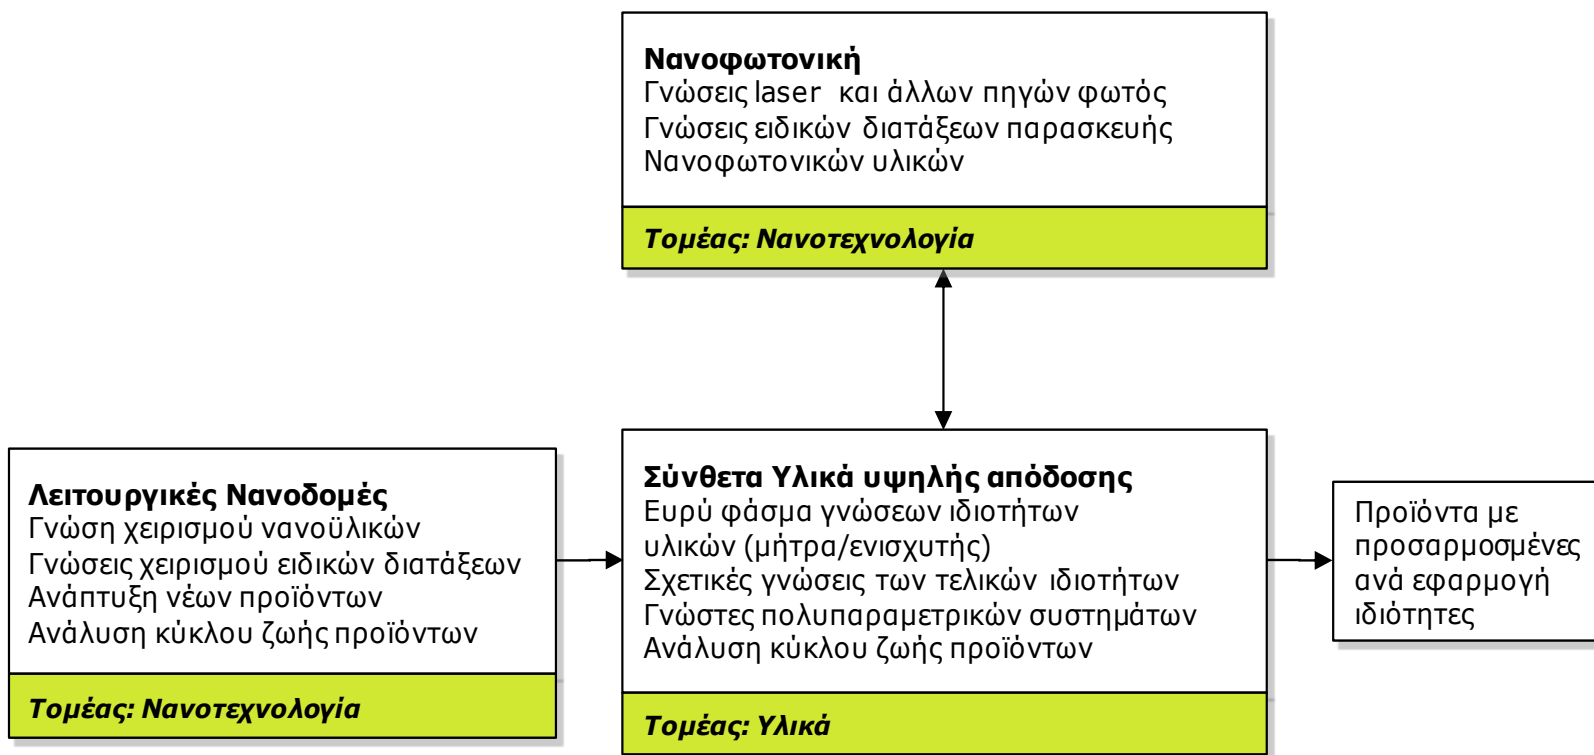 Νανοφωτονική
Γνώσεις laser και άλλων πηγών φωτός
Γνώσεις ειδικών διατάξεων παρασκευής
Νανοφωτονικών υλικών
Τομέας: Νανοτεχνολογία
Λειτουργικές Νανοδομές
Γνώση χειρισμού νανοϋλικών
Γνώσεις χειρισμού ειδικών διατάξεων
Ανάπτυξη νέων προϊόντων
Ανάλυση κύκλου ζωής προϊόντων
Τομέας: Νανοτεχνολογία
Σύνθετα Υλικά υψηλής απόδοσης
Ευρύ φάσμα γνώσεων ιδιοτήτων
υλικών (μήτρα/ενισχυτής)
Σχετικές γνώσεις των τελικών ιδιοτήτων
Γνώστες πολυπαραμετρικών συστημάτων
Ανάλυση κύκλου ζωής προϊόντων
Τομέας: Υλικά
Προϊόντα με
προσαρμοσμένες
ανά εφαρμογή
ιδιότητες